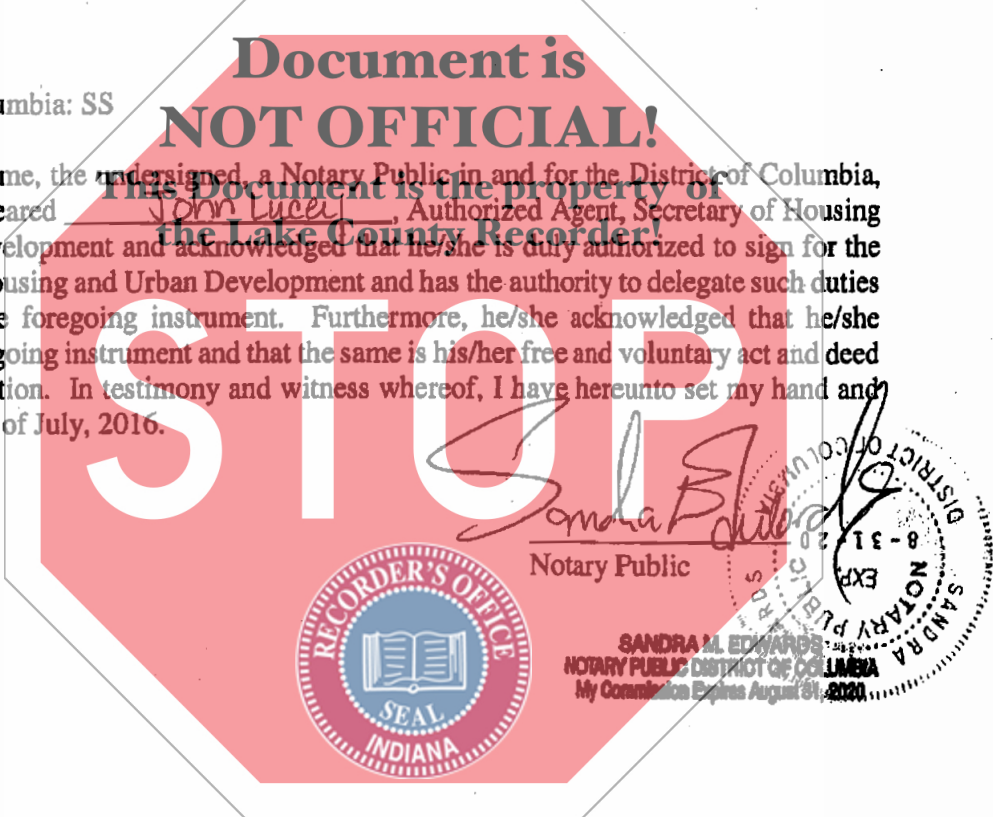 Document is
NOT OFFICIAL!
This Document is the property of
the Lake County Recorder!
STOP
umbia: SS
me, the undersigned, a Notary Public in and for the District of Columbia,
eared John Lucey, Authorized Agent, Secretary of Housing
elopment and acknowledged that he/she is duly authorized to sign for the
using and Urban Development and has the authority to delegate such duties
e foregoing instrument. Furthermore, he/she acknowledged that he/she
going instrument and that the same is his/her free and voluntary act and deed
tion. In testimony and witness whereof, I have hereunto set my hand and
of July, 2016.
Sandra
Notary Public
SANDRA M. EDWARDS
NOTARY PUBLIC DISTRICT OF COLUMBIA
My Commission Expires August 31, 2020
RECORDER'S OFFICE
SEAL
INDIANA
DISTRICT OF COLUMBIA
SANDRA
NOTARY PUBLIC
EXP
8-31-20